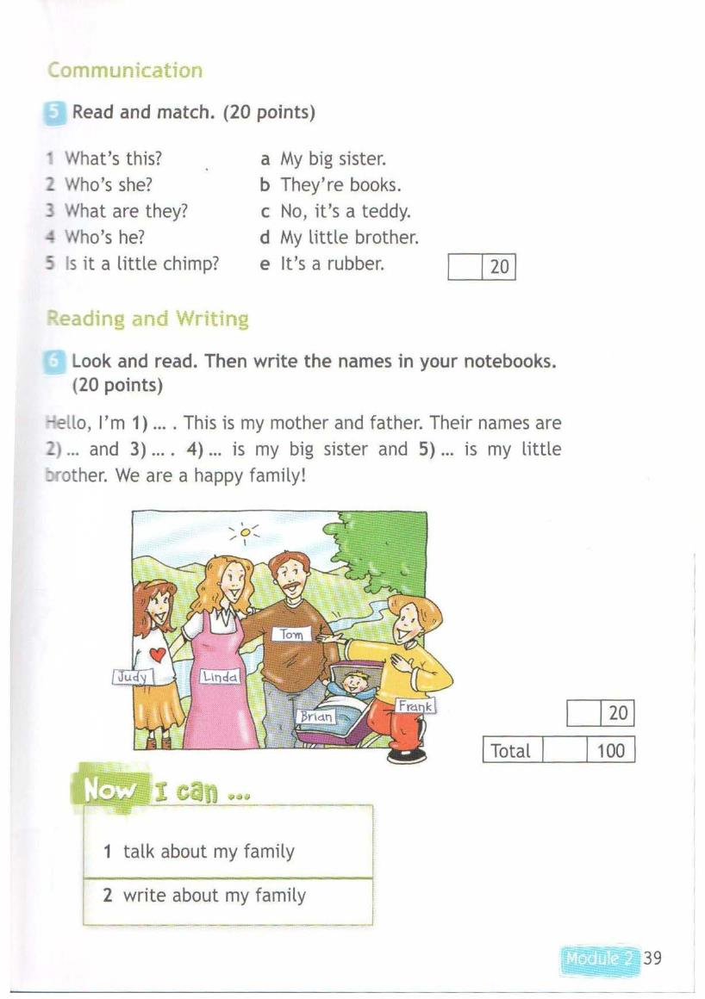 Communication
5 Read and match. (20 points)
1 What's this? a My big sister.
2 Who's she? b They're books.
3 What are they? c No, it's a teddy.
4 Who's he? d My little brother.
5 Is it a little chimp? e It's a rubber.
20
Reading and Writing
6 Look and read. Then write the names in your notebooks.
(20 points)
Hello, I'm 1) ... . This is my mother and father. Their names are
2) ... and 3) ... . 4) ... is my big sister and 5) ... is my little
brother. We are a happy family!
Tom
Judy
Linda
Brian
Frank
20
Total 100
Now I can ...
1 talk about my family
2 write about my family
Module 2 39